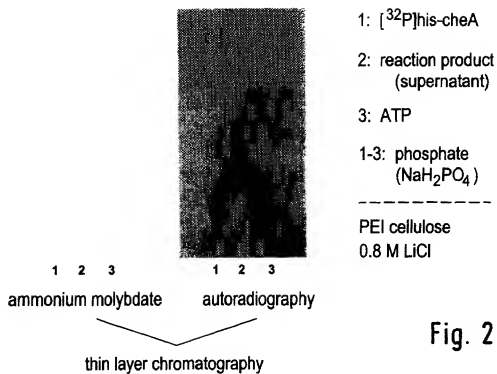 1: [32P]his-cheA
2: reaction product
(supernatant)
3: ATP
1-3: phosphate
(NaH2PO4)
PEI cellulose
0.8 M LiCl
1 2 3
1 2 3
ammonium molybdate
autoradiography
thin layer chromatography
Fig. 2